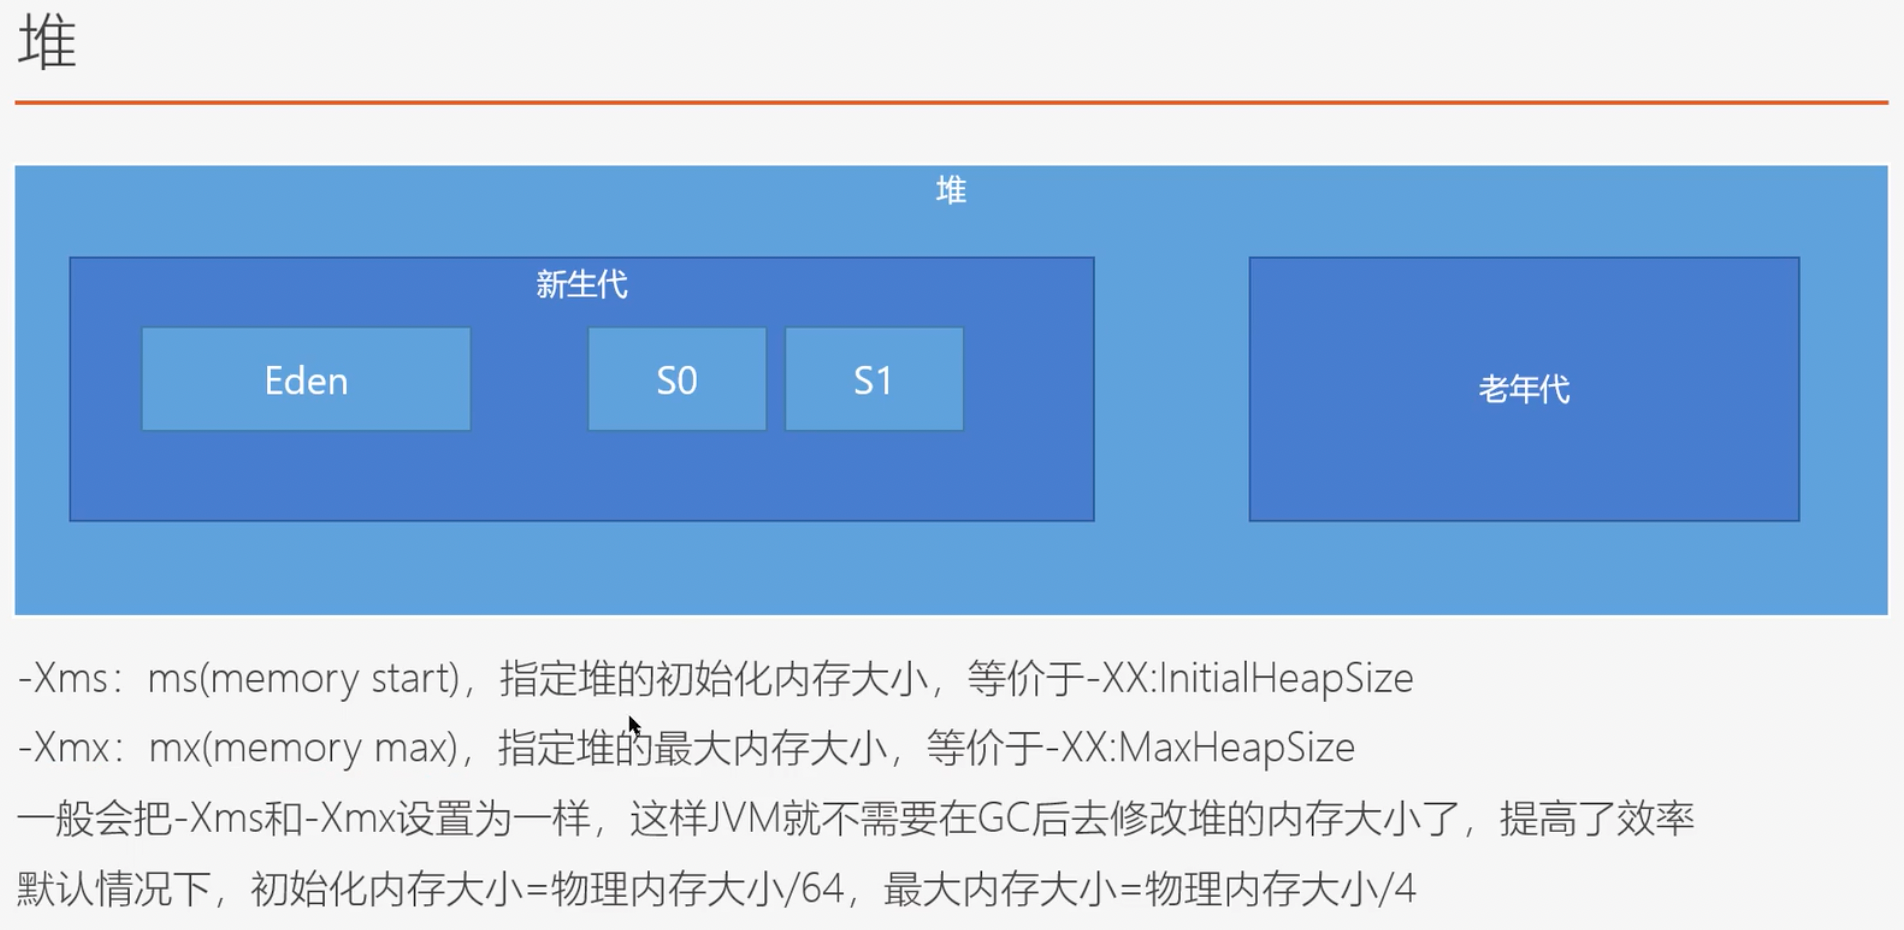 堆
堆
新生代
Eden
S0
S1
老年代
-Xms：ms(memory start)，指定堆的初始化内存大小，等价于-XX:InitialHeapSize
-Xmx：mx(memory max)，指定堆的最大内存大小，等价于-XX:MaxHeapSize
一般会把-Xms和-Xmx设置为一样，这样JVM就不需要在GC后去修改堆的内存大小了，提高了效率
默认情况下，初始化内存大小=物理内存大小/64，最大内存大小=物理内存大小/4